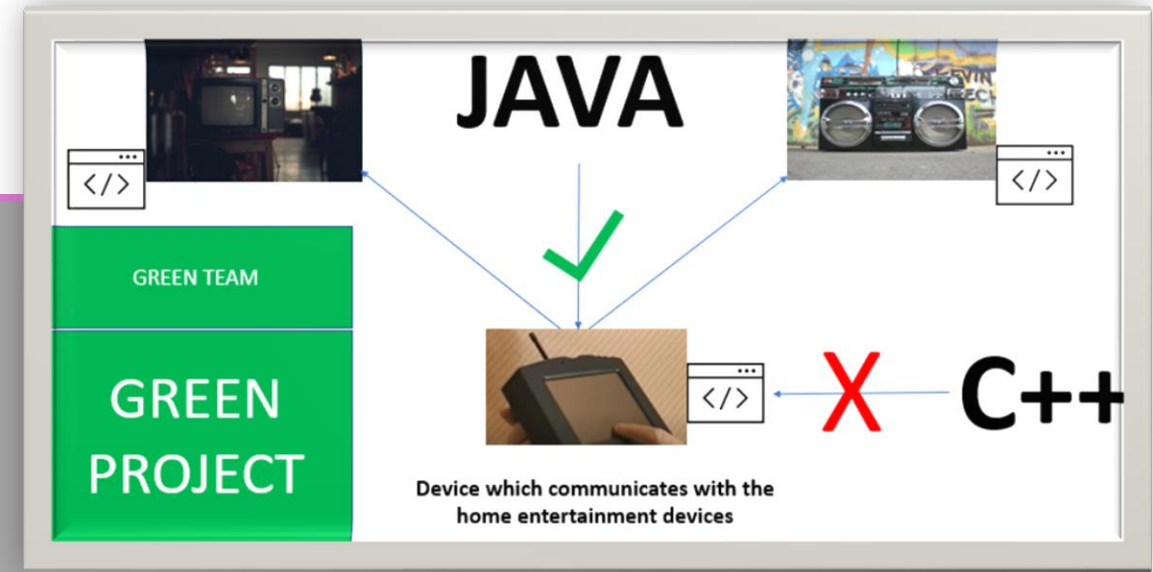 JAVA
</>
</>
GREEN TEAM
GREEN
PROJECT
</>
X
C++
Device which communicates with the
home entertainment devices